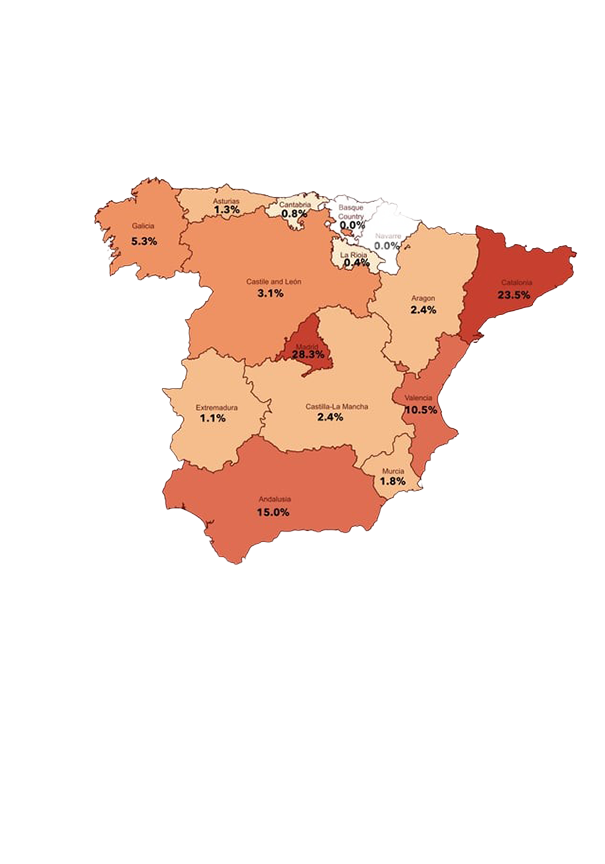 Asturias
1.3%
Cantabria
0.8%
Basque
Country
0.0%
Galicia
5.3%
Navarre
0.0%
La Rioja
0.4%
Castile and León
3.1%
Aragon
2.4%
Catalonia
23.5%
Madrid
28.3%
Extremadura
1.1%
Castilla-La Mancha
2.4%
Valencia
10.5%
Murcia
1.8%
Andalusia
15.0%